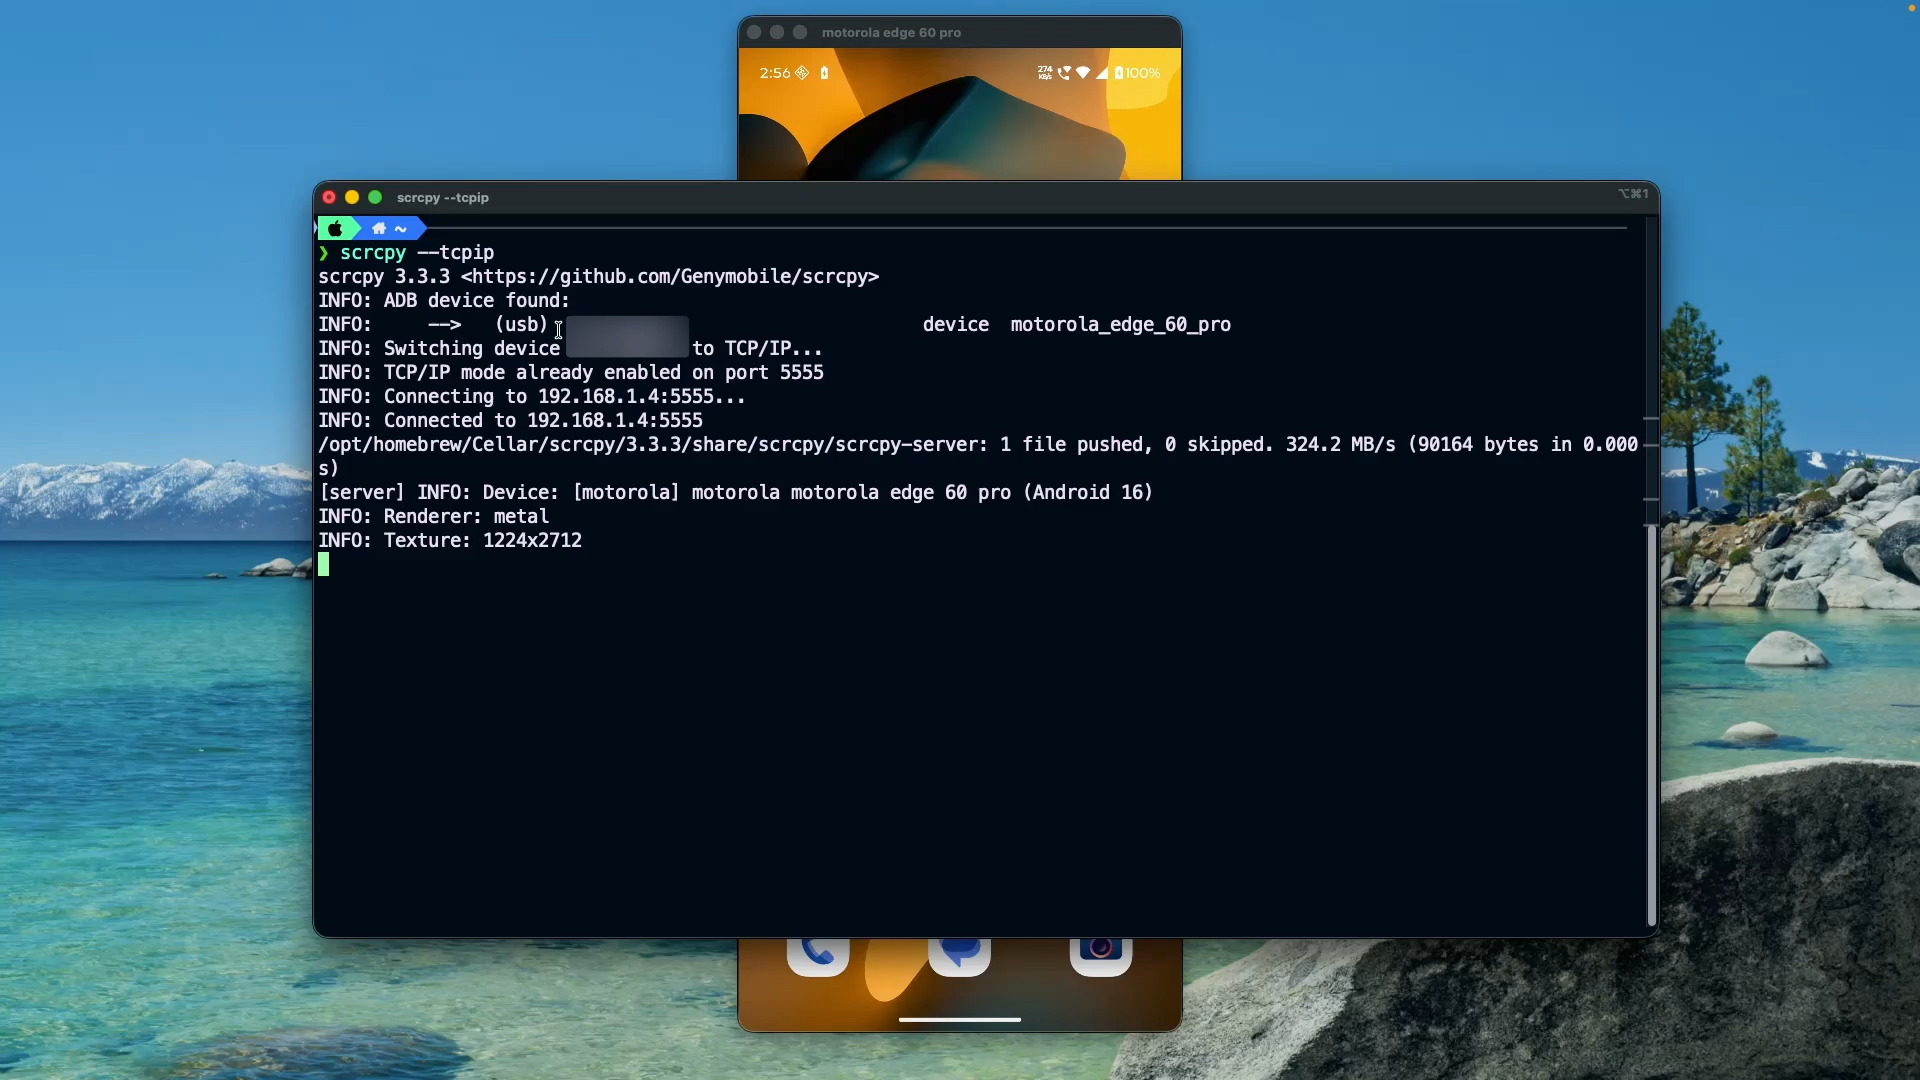 motorola edge 60 pro
2:56 274 KB/s 100%
scrcpy --tcpip ⌥⌘1
~
❯ scrcpy --tcpip
scrcpy 3.3.3 <https://github.com/Genymobile/scrcpy>
INFO: ADB device found:
INFO: --> (usb) device motorola_edge_60_pro
INFO: Switching device to TCP/IP...
INFO: TCP/IP mode already enabled on port 5555
INFO: Connecting to 192.168.1.4:5555...
INFO: Connected to 192.168.1.4:5555
/opt/homebrew/Cellar/scrcpy/3.3.3/share/scrcpy/scrcpy-server: 1 file pushed, 0 skipped. 324.2 MB/s (90164 bytes in 0.000
s)
[server] INFO: Device: [motorola] motorola motorola edge 60 pro (Android 16)
INFO: Renderer: metal
INFO: Texture: 1224x2712